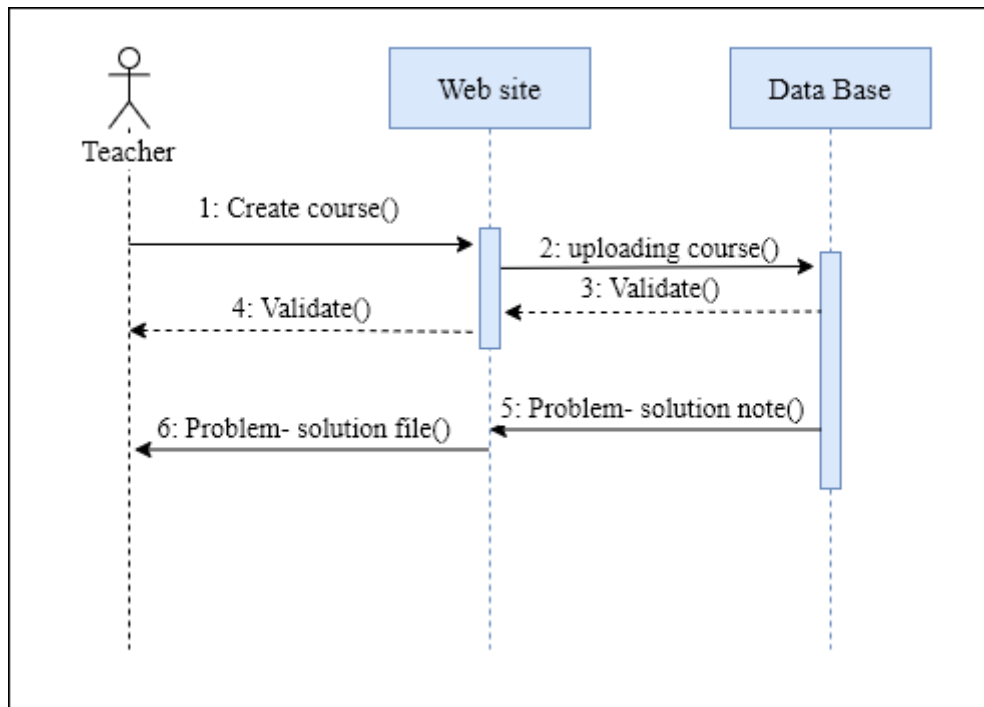 Web site
Data Base
Teacher
1: Create course()
2: uploading course()
3: Validate()
4: Validate()
5: Problem- solution note()
6: Problem- solution file()